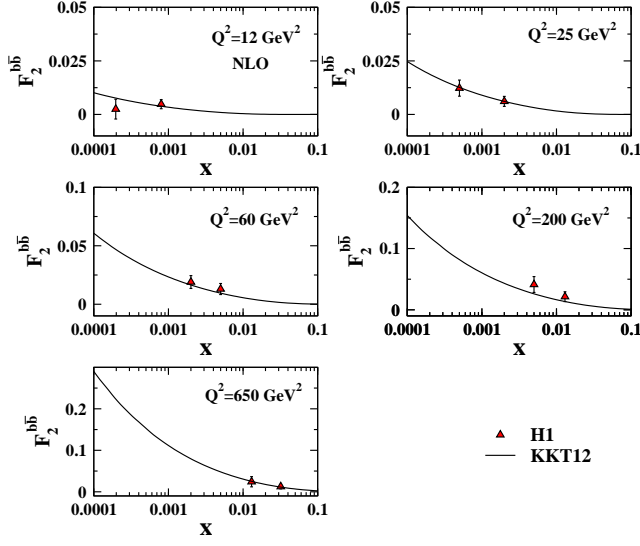 0.05
Q²=12 GeV²
NLO
F₂^{bb̅}
0.025
0
0.0001 0.001 0.01 0.1
x
0.05
Q²=25 GeV²
F₂^{bb̅}
0.025
0
0.0001 0.001 0.01 0.1
x
0.1
Q²=60 GeV²
F₂^{bb̅}
0.05
0
0.0001 0.001 0.01 0.1
x
0.2
Q²=200 GeV²
F₂^{bb̅}
0.1
0
0.0001 0.001 0.01 0.1
x
Q²=650 GeV²
F₂^{bb̅}
0.2
0.1
0
0.0001 0.001 0.01 0.1
x
H1
KKT12